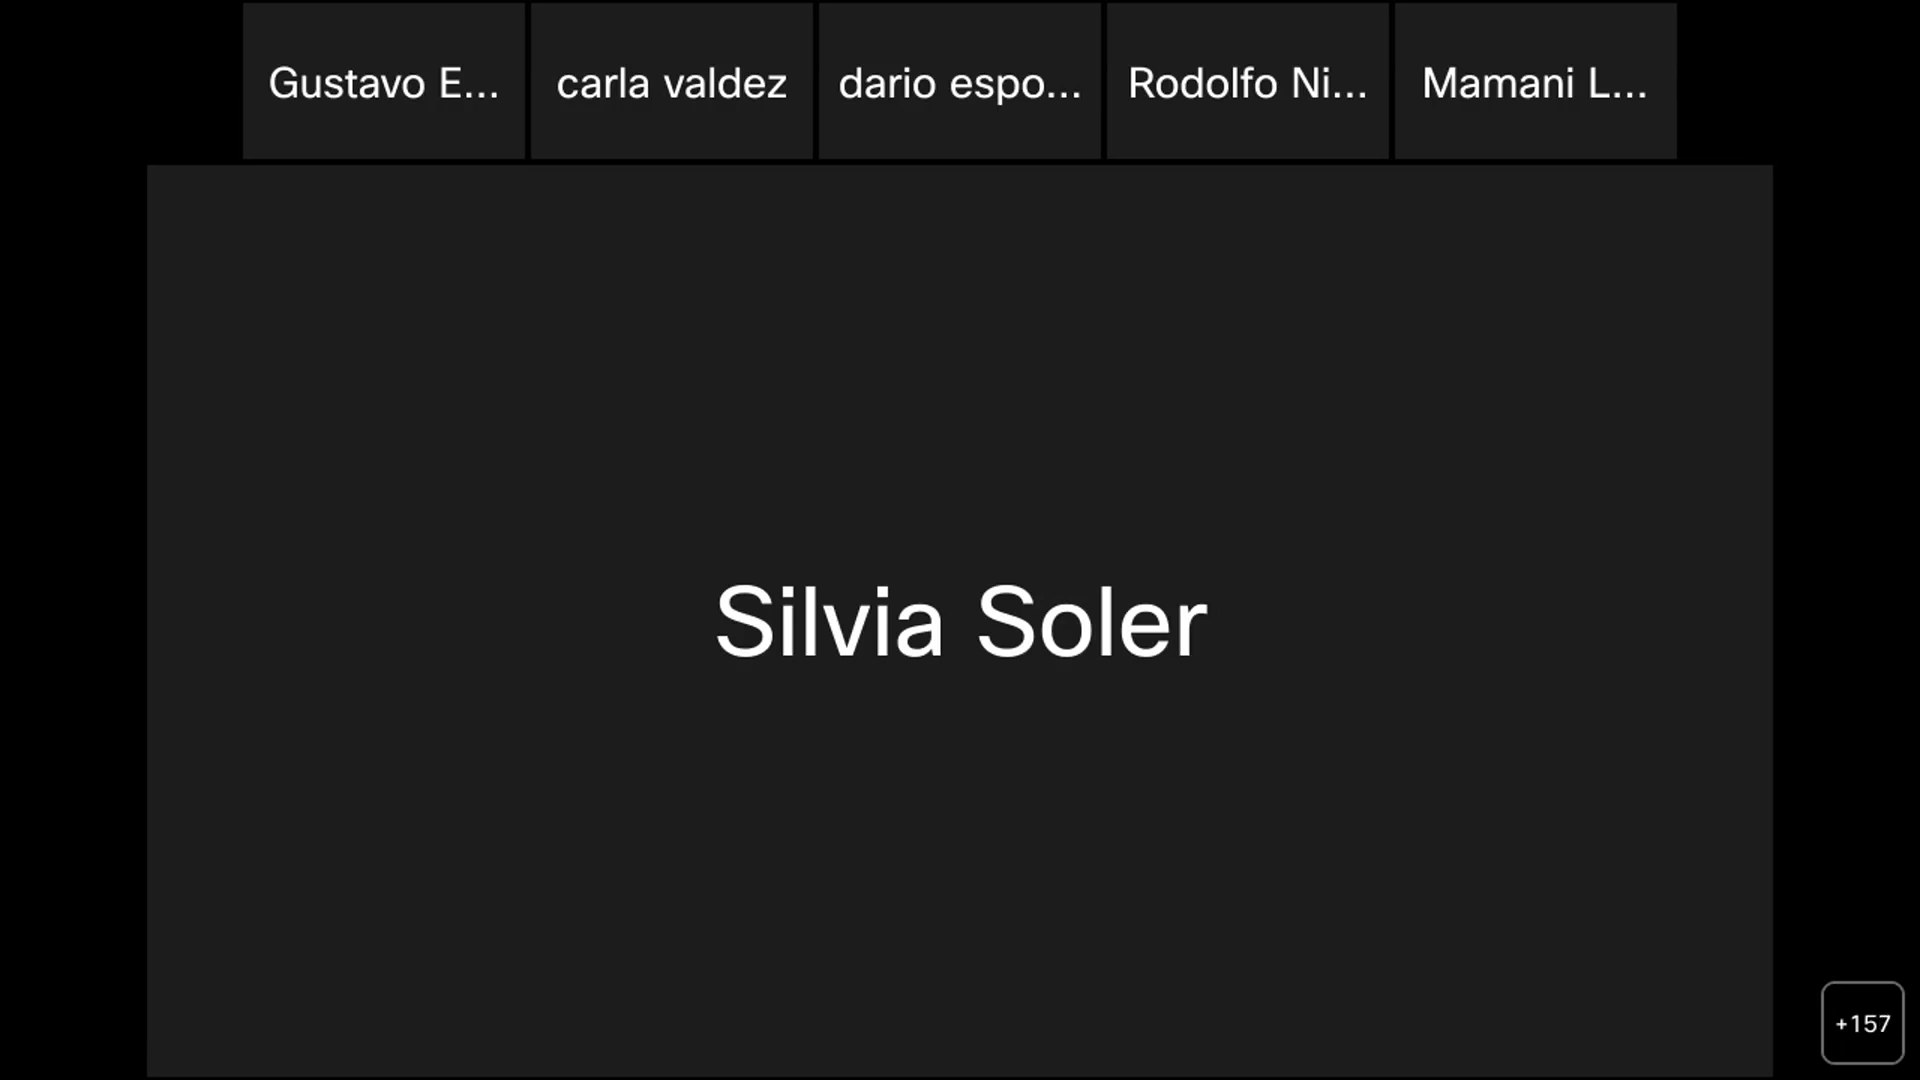 Gustavo E...
carla valdez
dario espo...
Rodolfo Ni...
Mamani L...
Silvia Soler
+157